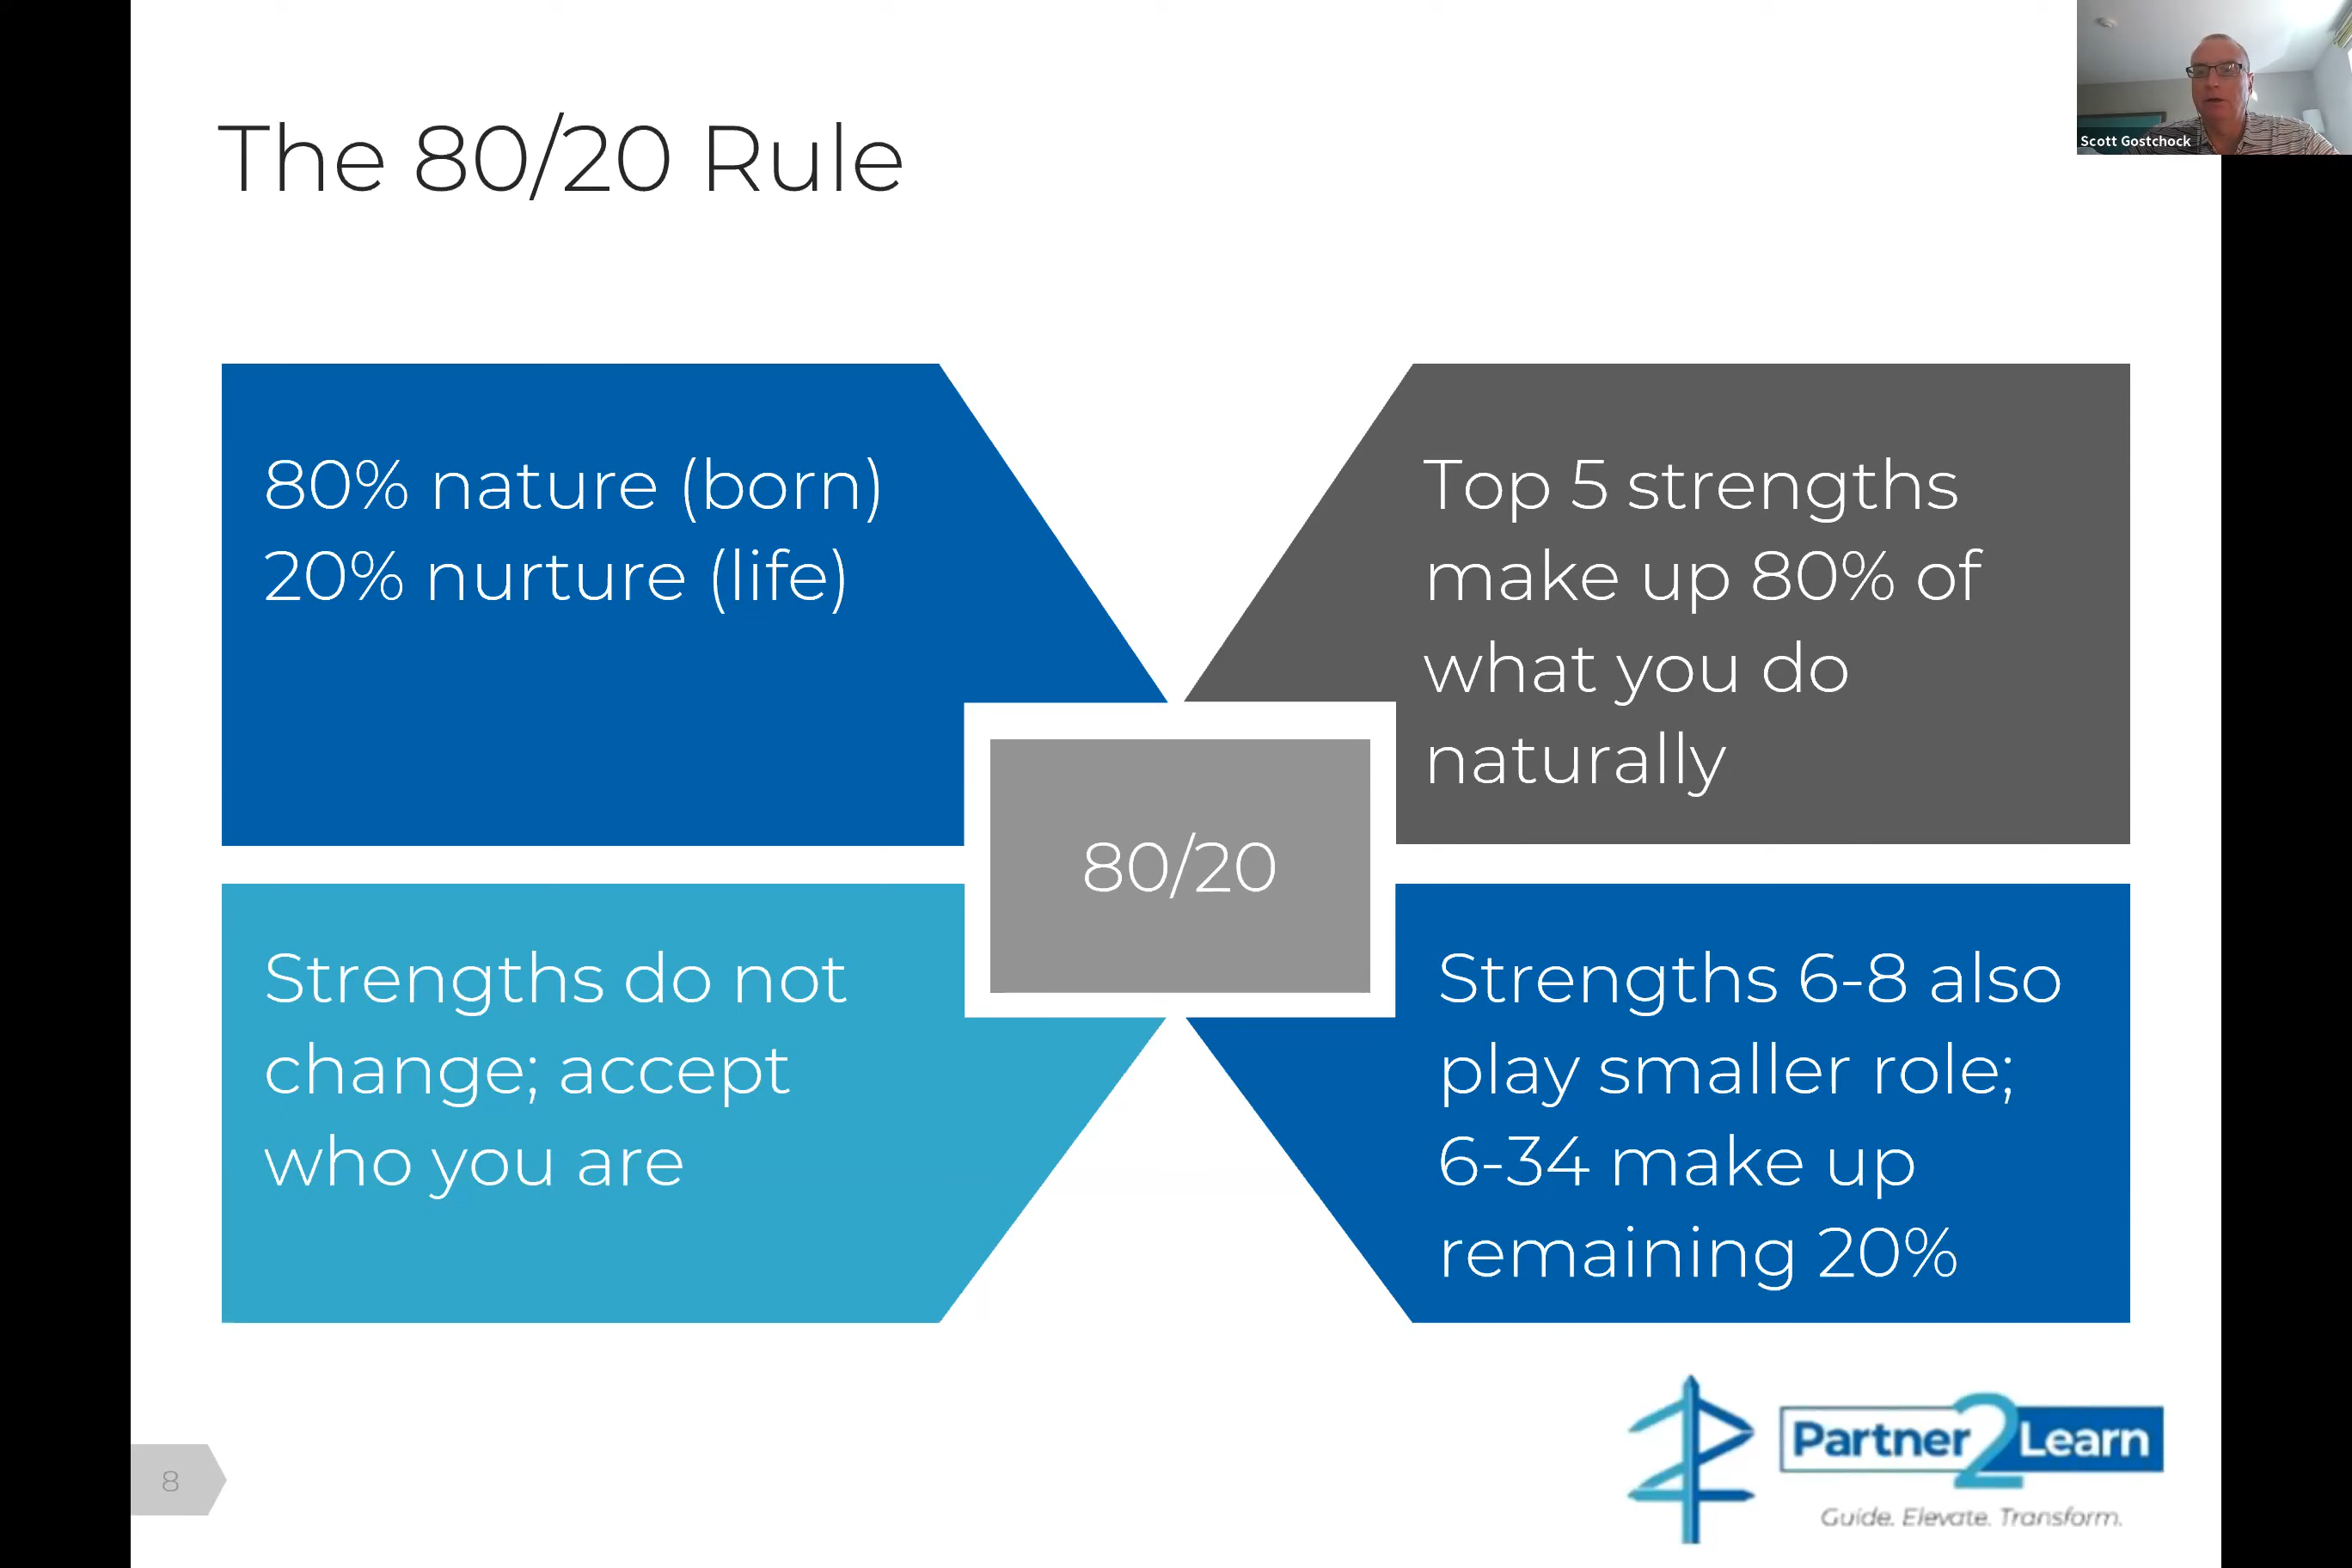 The 80/20 Rule
Scott Gostchock
80% nature (born)
20% nurture (life)
Top 5 strengths
make up 80% of
what you do
naturally
80/20
Strengths do not
change; accept
who you are
Strengths 6-8 also
play smaller role;
6-34 make up
remaining 20%
8
Partner2Learn
Guide. Elevate. Transform.